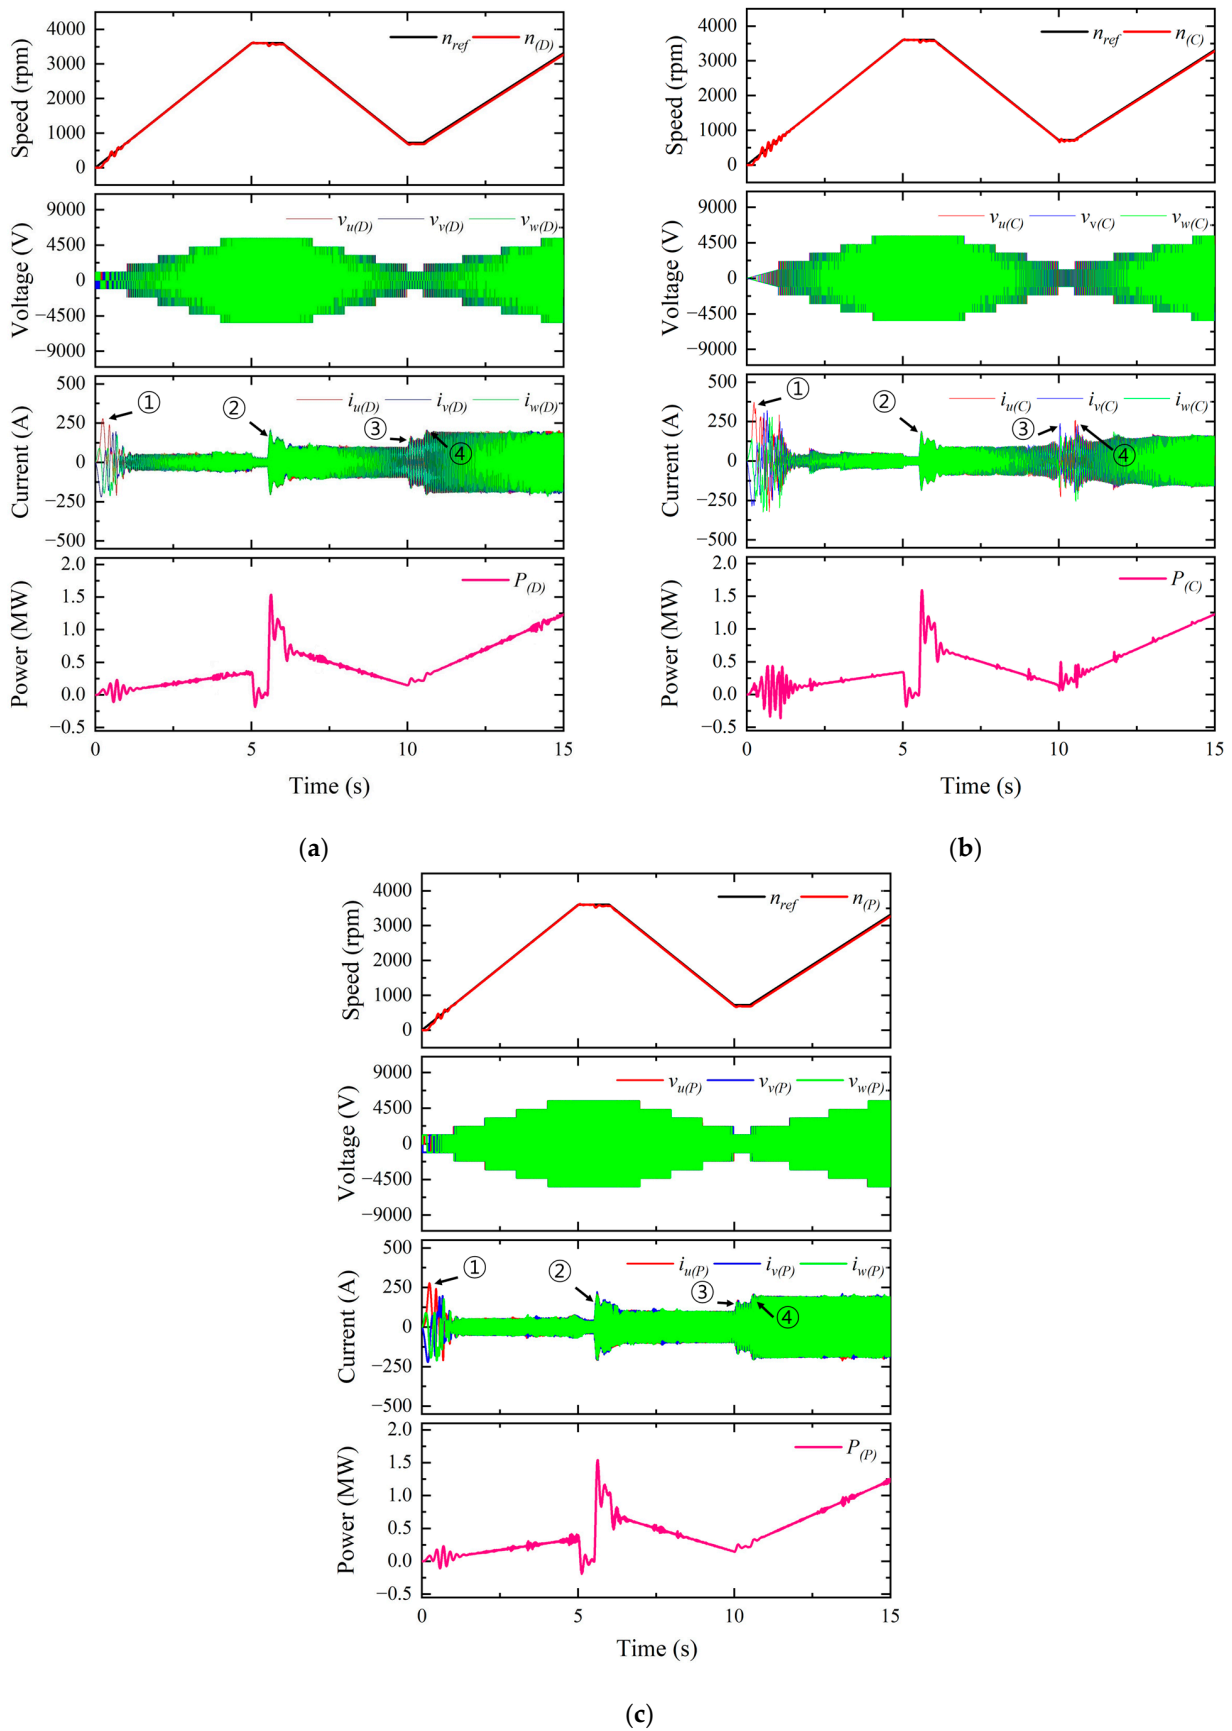 4000
3000
2000
1000
0
Speed (rpm)
n_ref n_(D)
9000
4500
0
−4500
−9000
Voltage (V)
v_u(D) v_v(D) v_w(D)
500
250
0
−250
−500
Current (A)
i_u(D) i_v(D) i_w(D)
① ② ③ ④
2.0
1.5
1.0
0.5
0.0
−0.5
Power (MW)
P_(D)
0 5 10 15
Time (s)
(a)
4000
3000
2000
1000
0
Speed (rpm)
n_ref n_(C)
9000
4500
0
−4500
−9000
Voltage (V)
v_u(C) v_v(C) v_w(C)
500
250
0
−250
−500
Current (A)
i_u(C) i_v(C) i_w(C)
① ② ③ ④
2.0
1.5
1.0
0.5
0.0
−0.5
Power (MW)
P_(C)
0 5 10 15
Time (s)
(b)
4000
3000
2000
1000
0
Speed (rpm)
n_ref n_(P)
9000
4500
0
−4500
−9000
Voltage (V)
v_u(P) v_v(P) v_w(P)
500
250
0
−250
−500
Current (A)
i_u(P) i_v(P) i_w(P)
① ② ③ ④
2.0
1.5
1.0
0.5
0.0
−0.5
Power (MW)
P_(P)
0 5 10 15
Time (s)
(c)